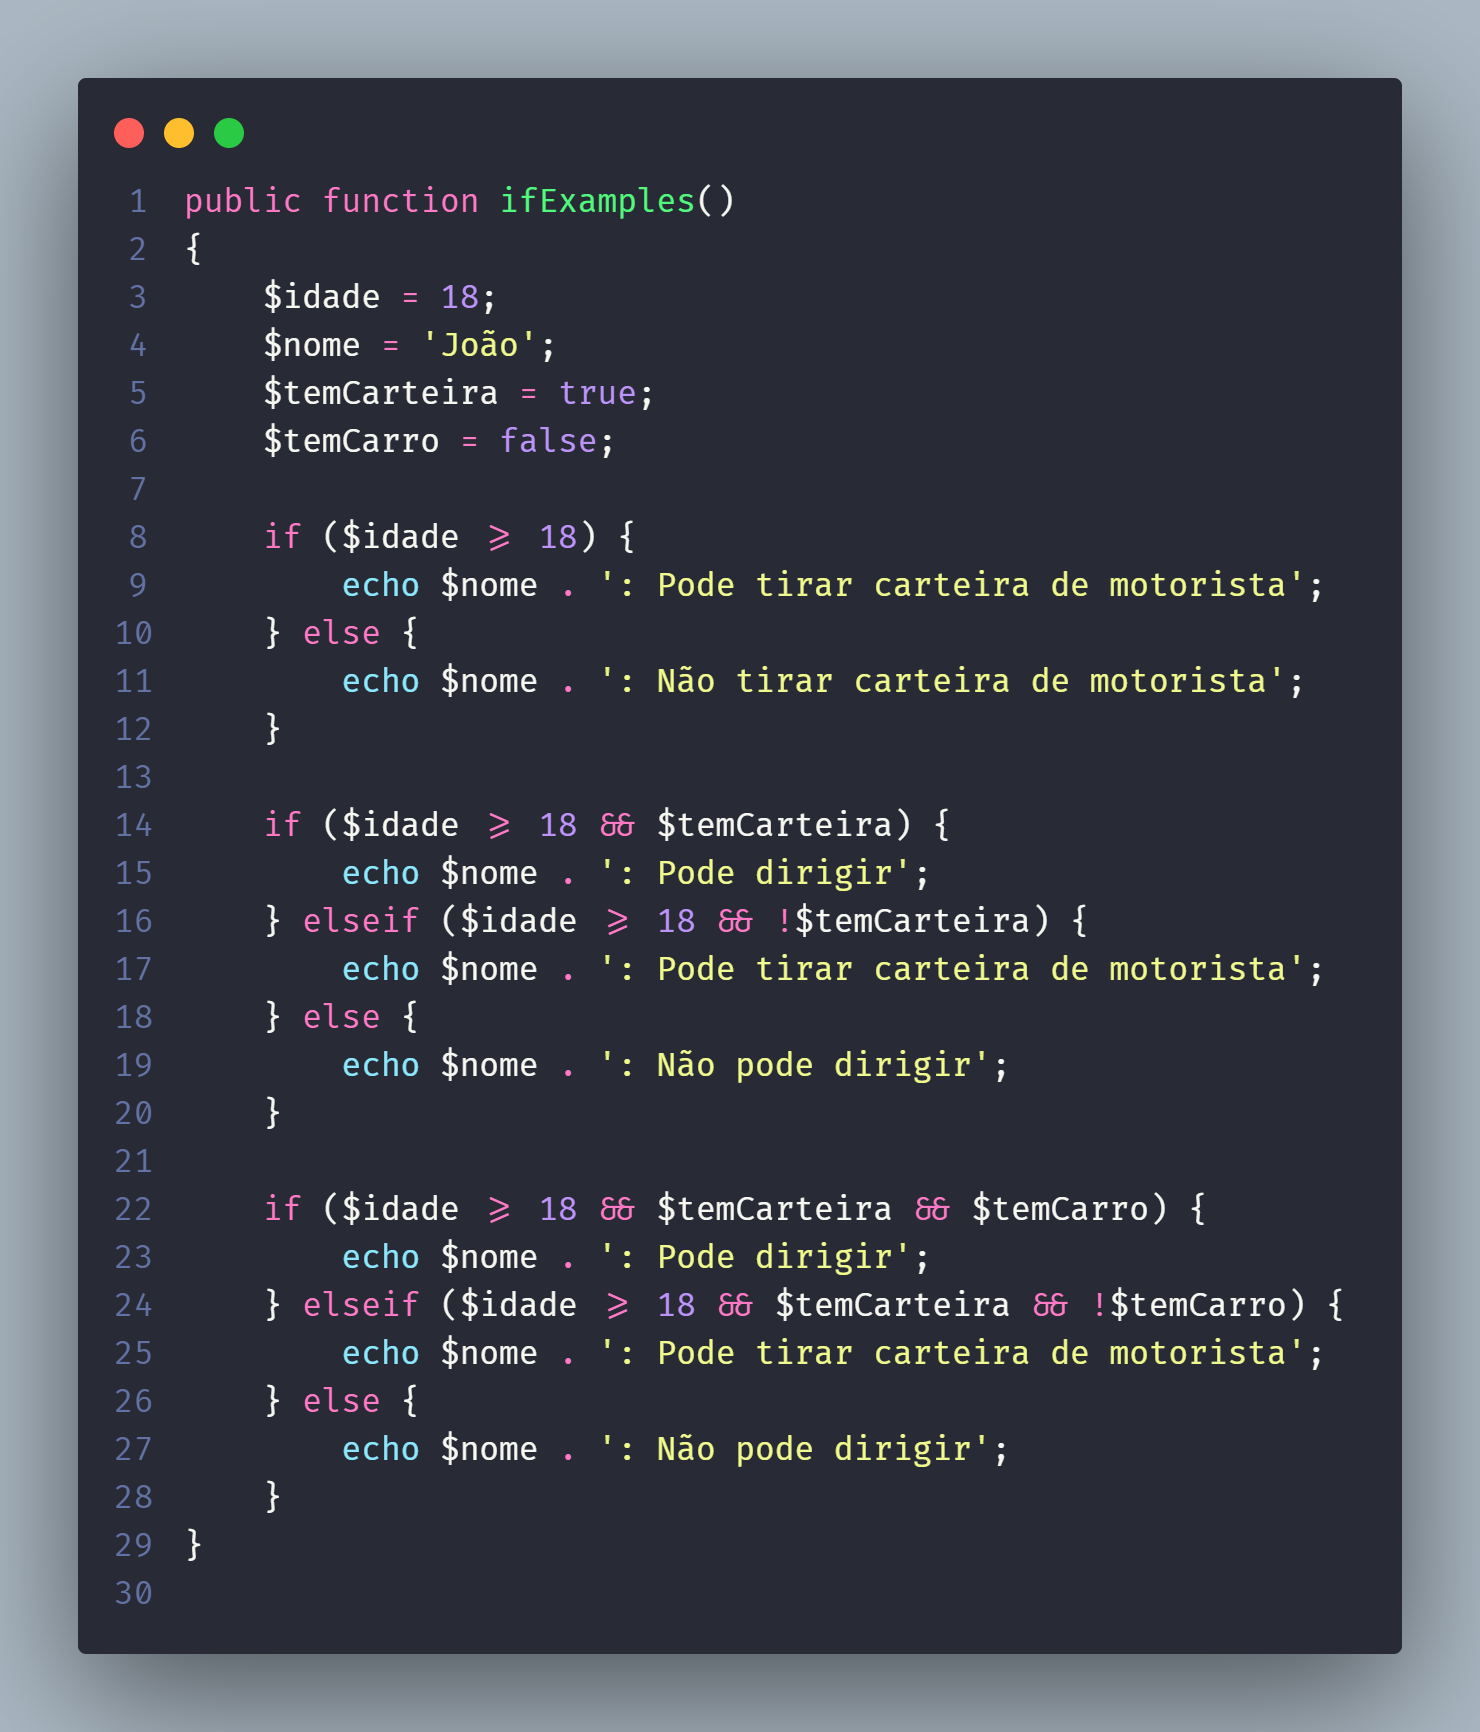 1 public function ifExamples()
2 {
3     $idade = 18;
4     $nome = 'João';
5     $temCarteira = true;
6     $temCarro = false;
7
8     if ($idade >= 18) {
9         echo $nome . ': Pode tirar carteira de motorista';
10     } else {
11         echo $nome . ': Não tirar carteira de motorista';
12     }
13
14     if ($idade >= 18 && $temCarteira) {
15         echo $nome . ': Pode dirigir';
16     } elseif ($idade >= 18 && !$temCarteira) {
17         echo $nome . ': Pode tirar carteira de motorista';
18     } else {
19         echo $nome . ': Não pode dirigir';
20     }
21
22     if ($idade >= 18 && $temCarteira && $temCarro) {
23         echo $nome . ': Pode dirigir';
24     } elseif ($idade >= 18 && $temCarteira && !$temCarro) {
25         echo $nome . ': Pode tirar carteira de motorista';
26     } else {
27         echo $nome . ': Não pode dirigir';
28     }
29 }
30